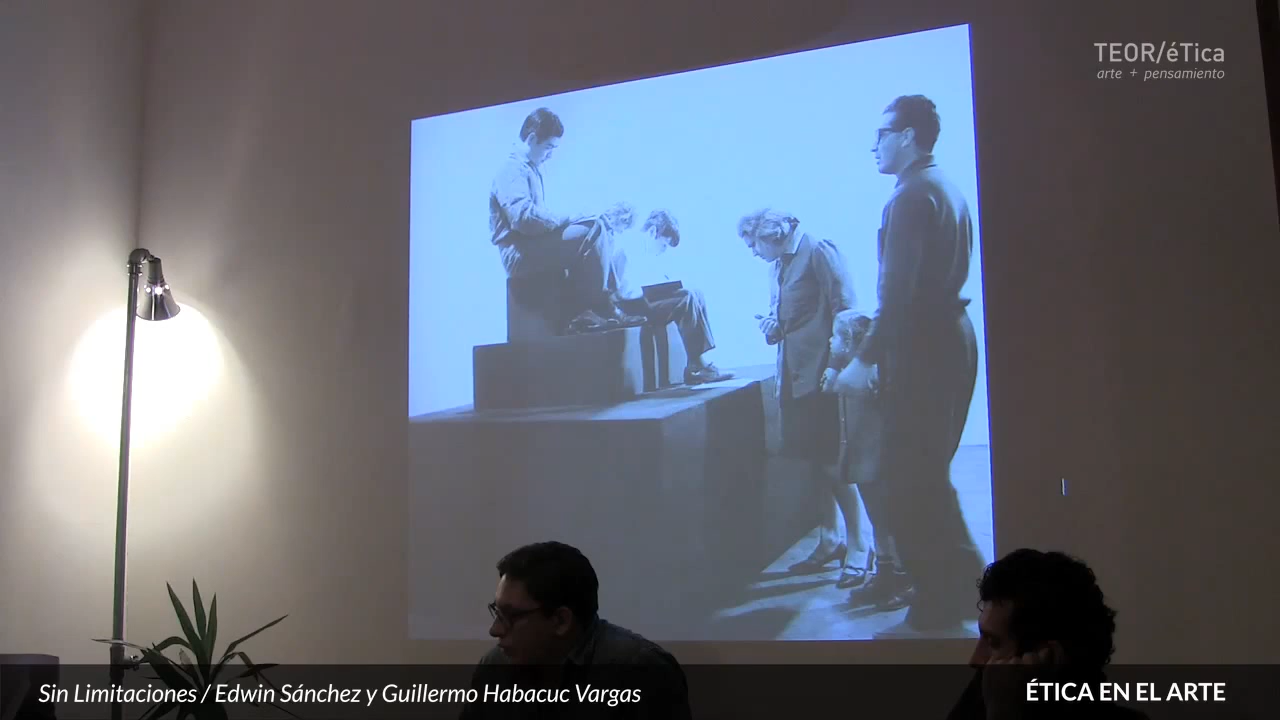 TEOR/éTica
arte + pensamiento
Sin Limitaciones / Edwin Sánchez y Guillermo Habacuc Vargas
ÉTICA EN EL ARTE